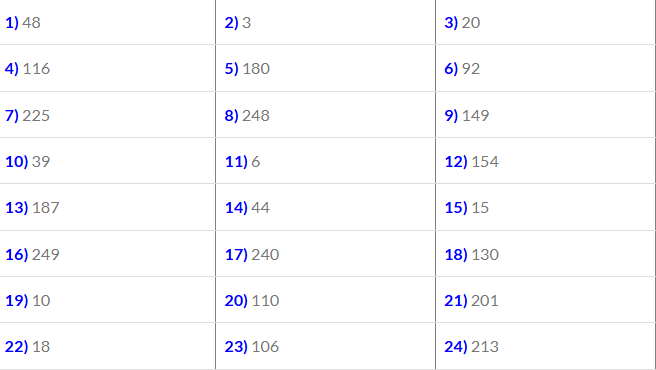 1) 48 2) 3 3) 20
4) 116 5) 180 6) 92
7) 225 8) 248 9) 149
10) 39 11) 6 12) 154
13) 187 14) 44 15) 15
16) 249 17) 240 18) 130
19) 10 20) 110 21) 201
22) 18 23) 106 24) 213